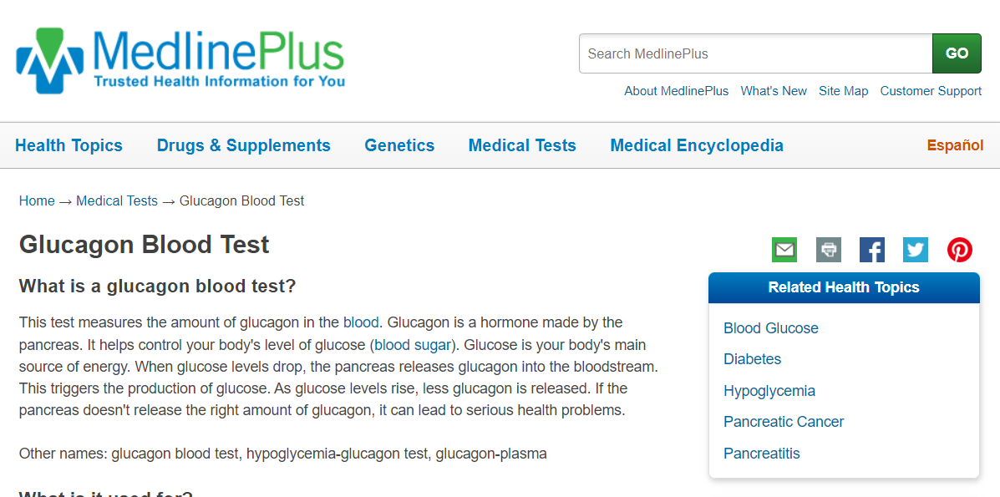 MedlinePlus
Trusted Health Information for You
Search MedlinePlus
GO
About MedlinePlus What's New Site Map Customer Support
Health Topics Drugs & Supplements Genetics Medical Tests Medical Encyclopedia Español
Home → Medical Tests → Glucagon Blood Test
Glucagon Blood Test
What is a glucagon blood test?
This test measures the amount of glucagon in the blood. Glucagon is a hormone made by the
pancreas. It helps control your body's level of glucose (blood sugar). Glucose is your body's main
source of energy. When glucose levels drop, the pancreas releases glucagon into the bloodstream.
This triggers the production of glucose. As glucose levels rise, less glucagon is released. If the
pancreas doesn't release the right amount of glucagon, it can lead to serious health problems.
Other names: glucagon blood test, hypoglycemia-glucagon test, glucagon-plasma
What is it used for?
Related Health Topics
Blood Glucose
Diabetes
Hypoglycemia
Pancreatic Cancer
Pancreatitis